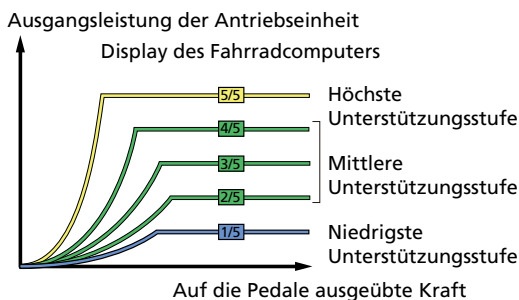 Ausgangsleistung der Antriebseinheit
Display des Fahrradcomputers
5/5
Höchste
Unterstützungsstufe
4/5
3/5
Mittlere
Unterstützungsstufe
2/5
1/5
Niedrigste
Unterstützungsstufe
Auf die Pedale ausgeübte Kraft